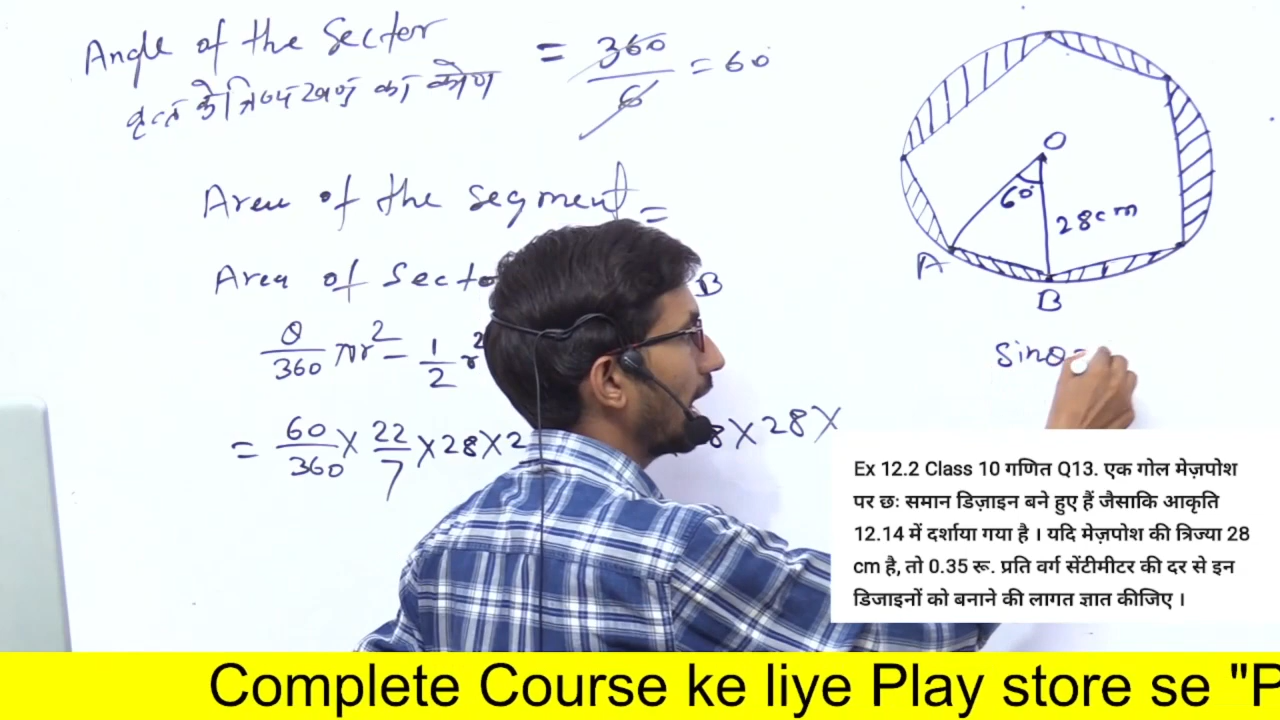 Angle of the Sector = 360/6 = 60°
वृत्त के त्रिज्यखण्ड का कोण
Area of the segment =
Area of Secto B
θ/360 πr² - 1/2 r²
= 60/360 × 22/7 × 28 × 2 8 × 28 ×
O
60°
28cm
A
B
Sinθ=
Ex 12.2 Class 10 गणित Q13. एक गोल मेज़पोश
पर छः समान डिज़ाइन बने हुए हैं जैसाकि आकृति
12.14 में दर्शाया गया है । यदि मेज़पोश की त्रिज्या 28
cm है, तो 0.35 रू. प्रति वर्ग सेंटीमीटर की दर से इन
डिजाइनों को बनाने की लागत ज्ञात कीजिए ।
Complete Course ke liye Play store se "P